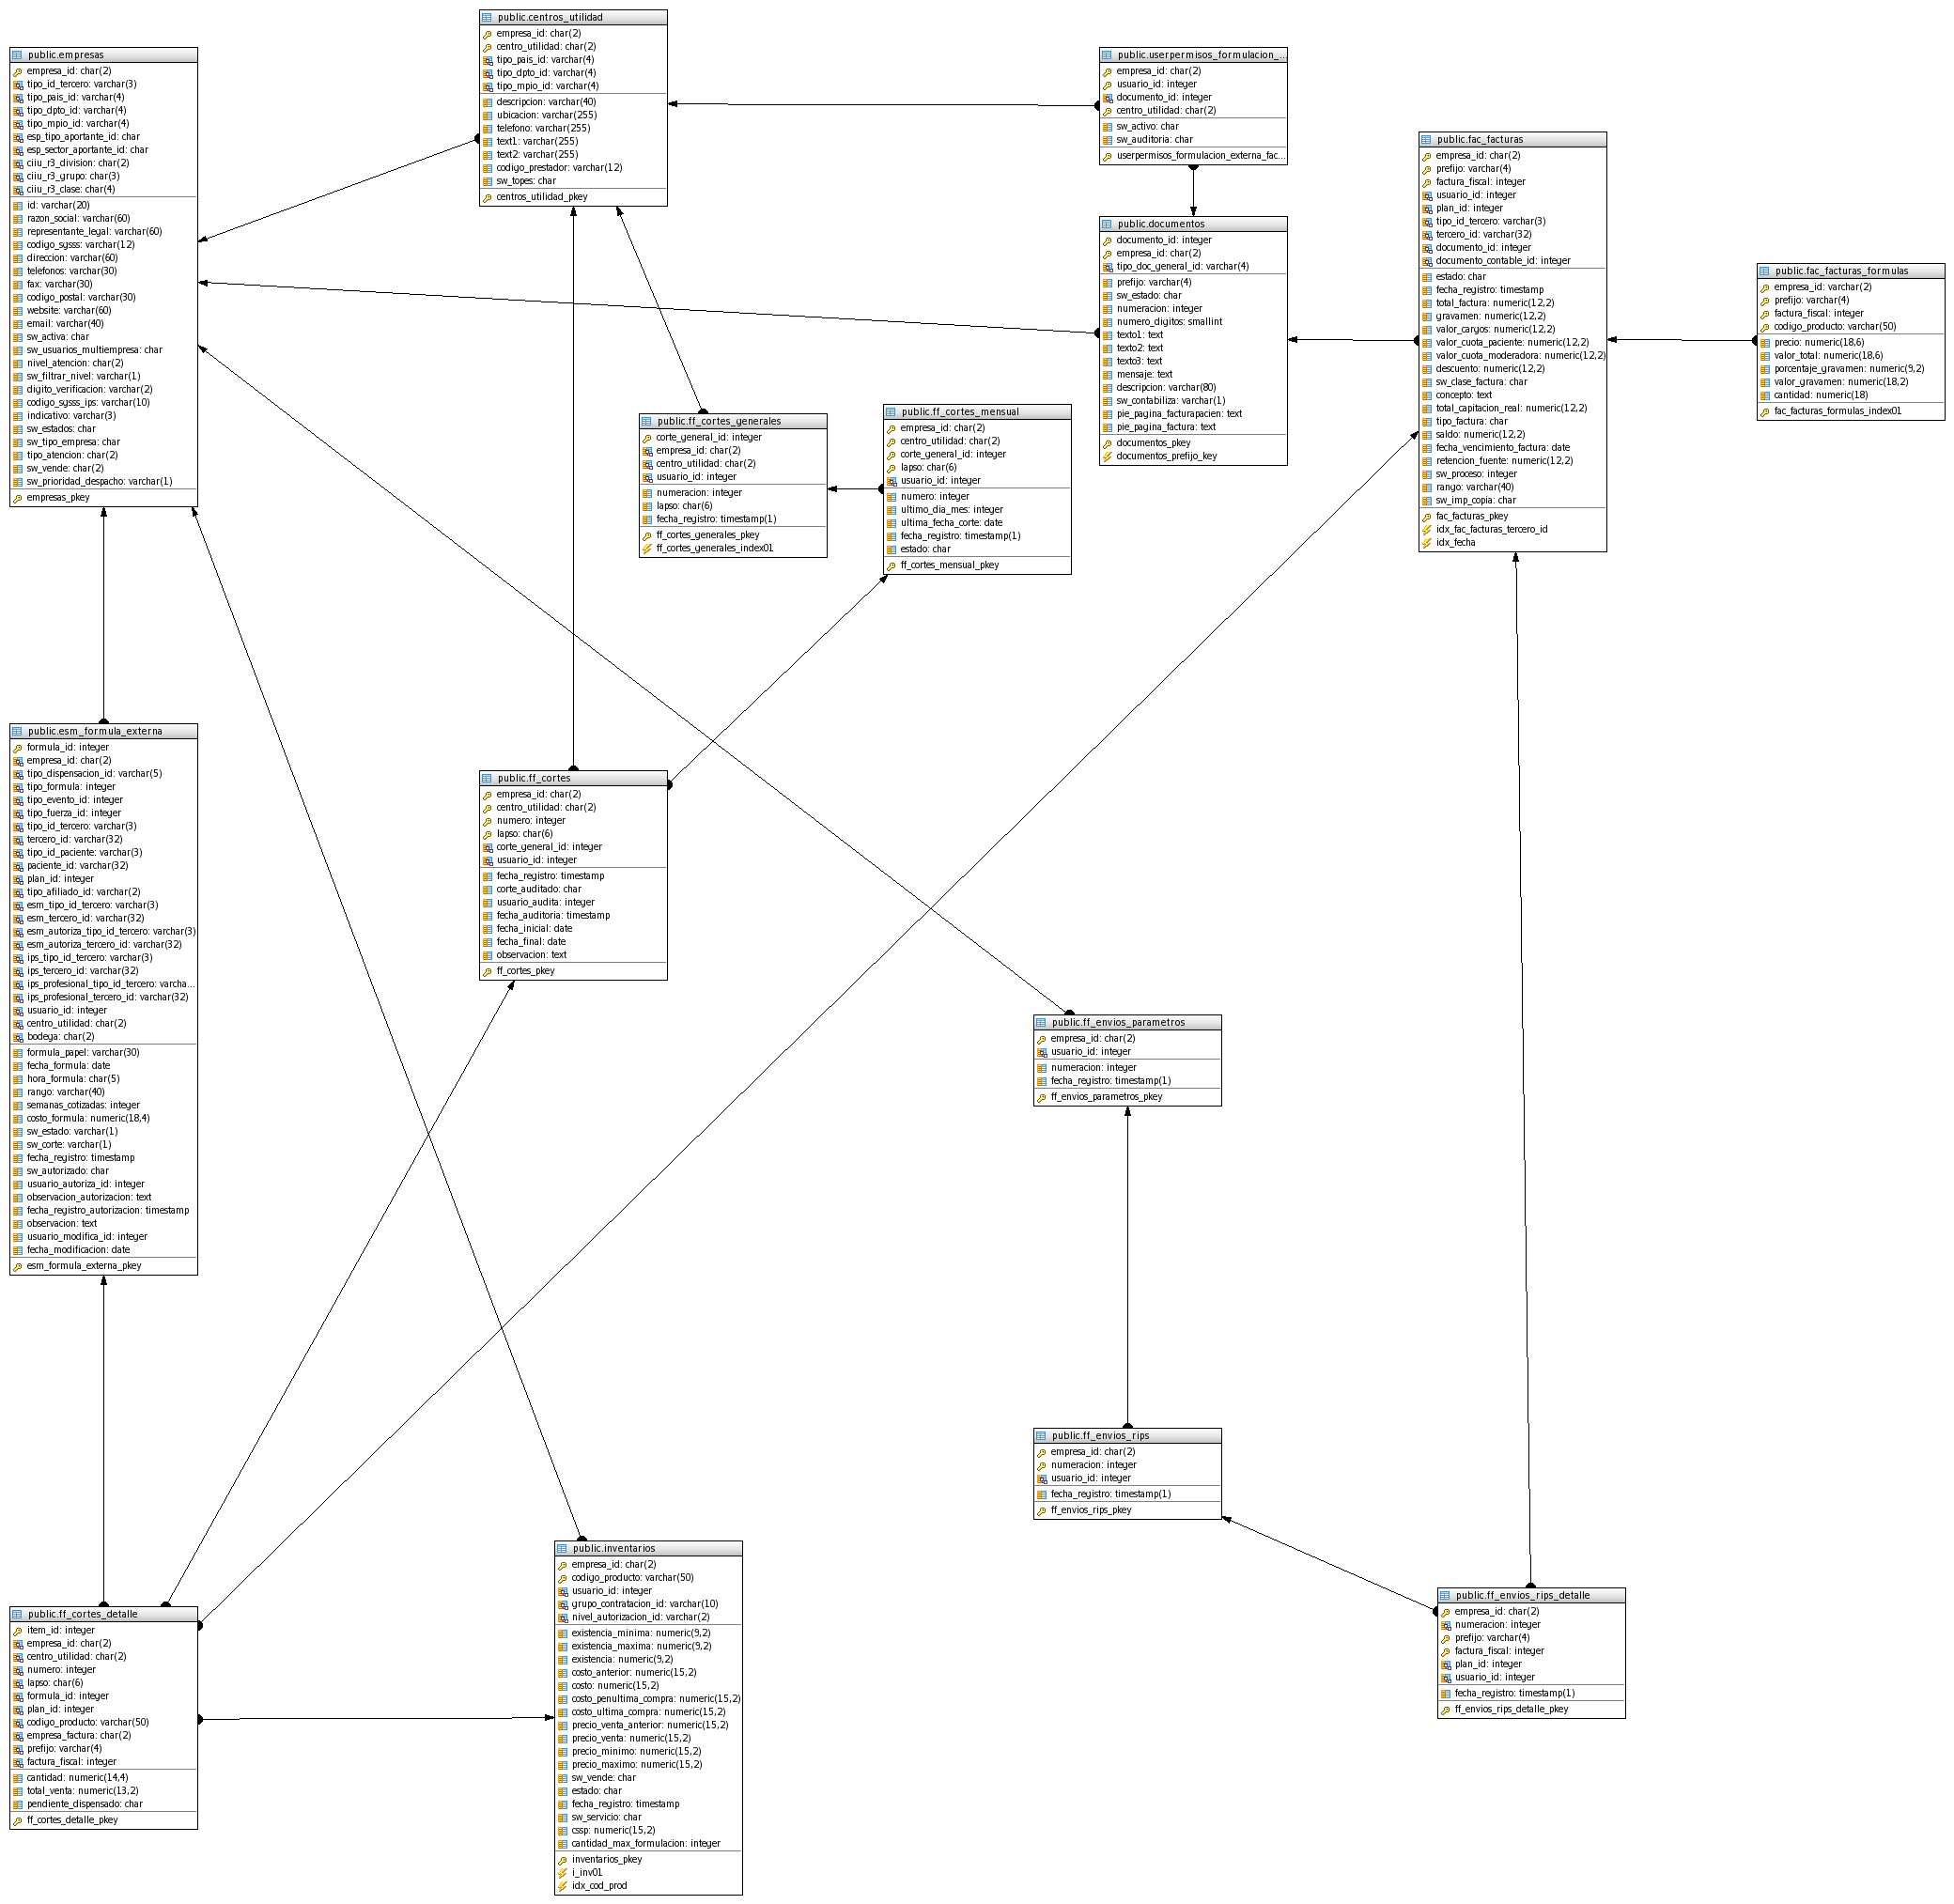 public.centros_utilidad
empresa_id: char(2)
centro_utilidad: char(2)
tipo_pais_id: varchar(4)
tipo_dpto_id: varchar(4)
tipo_mpio_id: varchar(4)
descripcion: varchar(40)
ubicacion: varchar(255)
telefono: varchar(255)
text1: varchar(255)
text2: varchar(255)
codigo_prestador: varchar(12)
sw_topes: char
centros_utilidad_pkey
public.empresas
empresa_id: char(2)
tipo_id_tercero: varchar(3)
tipo_pais_id: varchar(4)
tipo_dpto_id: varchar(4)
tipo_mpio_id: varchar(4)
esp_tipo_aportante_id: char
esp_sector_aportante_id: char
ciiu_r3_division: char(2)
ciiu_r3_grupo: char(3)
ciiu_r3_clase: char(4)
id: varchar(20)
razon_social: varchar(60)
representante_legal: varchar(60)
codigo_sgsss: varchar(12)
direccion: varchar(60)
telefonos: varchar(30)
fax: varchar(30)
codigo_postal: varchar(30)
website: varchar(60)
email: varchar(40)
sw_activa: char
sw_usuarios_multiempresa: char
nivel_atencion: char(2)
sw_filtrar_nivel: varchar(1)
digito_verificacion: varchar(2)
codigo_sgsss_ips: varchar(10)
indicativo: varchar(3)
sw_estados: char
sw_tipo_empresa: char
tipo_atencion: char(2)
sw_vende: char(2)
sw_prioridad_despacho: varchar(1)
empresas_pkey
public.userpermisos_formulacion_...
empresa_id: char(2)
usuario_id: integer
documento_id: integer
centro_utilidad: char(2)
sw_activo: char
sw_auditoria: char
userpermisos_formulacion_externa_fac...
public.fac_facturas
empresa_id: char(2)
prefijo: varchar(4)
factura_fiscal: integer
usuario_id: integer
plan_id: integer
tipo_id_tercero: varchar(3)
tercero_id: varchar(32)
documento_id: integer
documento_contable_id: integer
estado: char
fecha_registro: timestamp
total_factura: numeric(12,2)
gravamen: numeric(12,2)
valor_cargos: numeric(12,2)
valor_cuota_paciente: numeric(12,2)
valor_cuota_moderadora: numeric(12,2)
descuento: numeric(12,2)
sw_clase_factura: char
concepto: text
total_capitacion_real: numeric(12,2)
tipo_factura: char
saldo: numeric(12,2)
fecha_vencimiento_factura: date
retencion_fuente: numeric(12,2)
sw_proceso: integer
rango: varchar(40)
sw_imp_copia: char
fac_facturas_pkey
idx_fac_facturas_tercero_id
idx_fecha
public.documentos
documento_id: integer
empresa_id: char(2)
tipo_doc_general_id: varchar(4)
prefijo: varchar(4)
sw_estado: char
numeracion: integer
numero_digitos: smallint
texto1: text
texto2: text
texto3: text
mensaje: text
descripcion: varchar(80)
sw_contabiliza: varchar(1)
pie_pagina_facturapacien: text
pie_pagina_factura: text
documentos_pkey
documentos_prefijo_key
public.fac_facturas_formulas
empresa_id: varchar(2)
prefijo: varchar(4)
factura_fiscal: integer
codigo_producto: varchar(50)
precio: numeric(18,6)
valor_total: numeric(18,6)
porcentaje_gravamen: numeric(9,2)
valor_gravamen: numeric(18,2)
cantidad: numeric(18)
fac_facturas_formulas_index01
public.ff_cortes_generales
corte_general_id: integer
empresa_id: char(2)
centro_utilidad: char(2)
usuario_id: integer
numeracion: integer
lapso: char(6)
fecha_registro: timestamp(1)
ff_cortes_generales_pkey
ff_cortes_generales_index01
public.ff_cortes_mensual
empresa_id: char(2)
centro_utilidad: char(2)
corte_general_id: integer
lapso: char(6)
usuario_id: integer
numero: integer
ultimo_dia_mes: integer
ultima_fecha_corte: date
fecha_registro: timestamp(1)
estado: char
ff_cortes_mensual_pkey
public.esm_formula_externa
formula_id: integer
empresa_id: char(2)
tipo_dispensacion_id: varchar(5)
tipo_formula: integer
tipo_evento_id: integer
tipo_fuerza_id: integer
tipo_id_tercero: varchar(3)
tercero_id: varchar(32)
tipo_id_paciente: varchar(3)
paciente_id: varchar(32)
plan_id: integer
tipo_afiliado_id: varchar(2)
esm_tipo_id_tercero: varchar(3)
esm_tercero_id: varchar(32)
esm_autoriza_tipo_id_tercero: varchar(3)
esm_autoriza_tercero_id: varchar(32)
ips_tipo_id_tercero: varchar(3)
ips_tercero_id: varchar(32)
ips_profesional_tipo_id_tercero: varcha...
ips_profesional_tercero_id: varchar(32)
usuario_id: integer
centro_utilidad: char(2)
bodega: char(2)
formula_papel: varchar(30)
fecha_formula: date
hora_formula: char(5)
rango: varchar(40)
semanas_cotizadas: integer
costo_formula: numeric(18,4)
sw_estado: varchar(1)
sw_corte: varchar(1)
fecha_registro: timestamp
sw_autorizado: char
usuario_autoriza_id: integer
observacion_autorizacion: text
fecha_registro_autorizacion: timestamp
observacion: text
usuario_modifica_id: integer
fecha_modificacion: date
esm_formula_externa_pkey
public.ff_cortes
empresa_id: char(2)
centro_utilidad: char(2)
numero: integer
lapso: char(6)
corte_general_id: integer
usuario_id: integer
fecha_registro: timestamp
corte_auditado: char
usuario_audita: integer
fecha_auditoria: timestamp
fecha_inicial: date
fecha_final: date
observacion: text
ff_cortes_pkey
public.ff_envios_parametros
empresa_id: char(2)
usuario_id: integer
numeracion: integer
fecha_registro: timestamp(1)
ff_envios_parametros_pkey
public.ff_envios_rips
empresa_id: char(2)
numeracion: integer
usuario_id: integer
fecha_registro: timestamp(1)
ff_envios_rips_pkey
public.inventarios
empresa_id: char(2)
codigo_producto: varchar(50)
usuario_id: integer
grupo_contratacion_id: varchar(10)
nivel_autorizacion_id: varchar(2)
existencia_minima: numeric(9,2)
existencia_maxima: numeric(9,2)
existencia: numeric(9,2)
costo_anterior: numeric(15,2)
costo: numeric(15,2)
costo_penultima_compra: numeric(15,2)
costo_ultima_compra: numeric(15,2)
precio_venta_anterior: numeric(15,2)
precio_venta: numeric(15,2)
precio_minimo: numeric(15,2)
precio_maximo: numeric(15,2)
sw_vende: char
estado: char
fecha_registro: timestamp
sw_servicio: char
cssp: numeric(15,2)
cantidad_max_formulacion: integer
inventarios_pkey
i_inv01
idx_cod_prod
public.ff_envios_rips_detalle
empresa_id: char(2)
numeracion: integer
prefijo: varchar(4)
factura_fiscal: integer
plan_id: integer
usuario_id: integer
fecha_registro: timestamp(1)
ff_envios_rips_detalle_pkey
public.ff_cortes_detalle
item_id: integer
empresa_id: char(2)
centro_utilidad: char(2)
numero: integer
lapso: char(6)
formula_id: integer
plan_id: integer
codigo_producto: varchar(50)
empresa_factura: char(2)
prefijo: varchar(4)
factura_fiscal: integer
cantidad: numeric(14,4)
total_venta: numeric(13,2)
pendiente_dispensado: char
ff_cortes_detalle_pkey